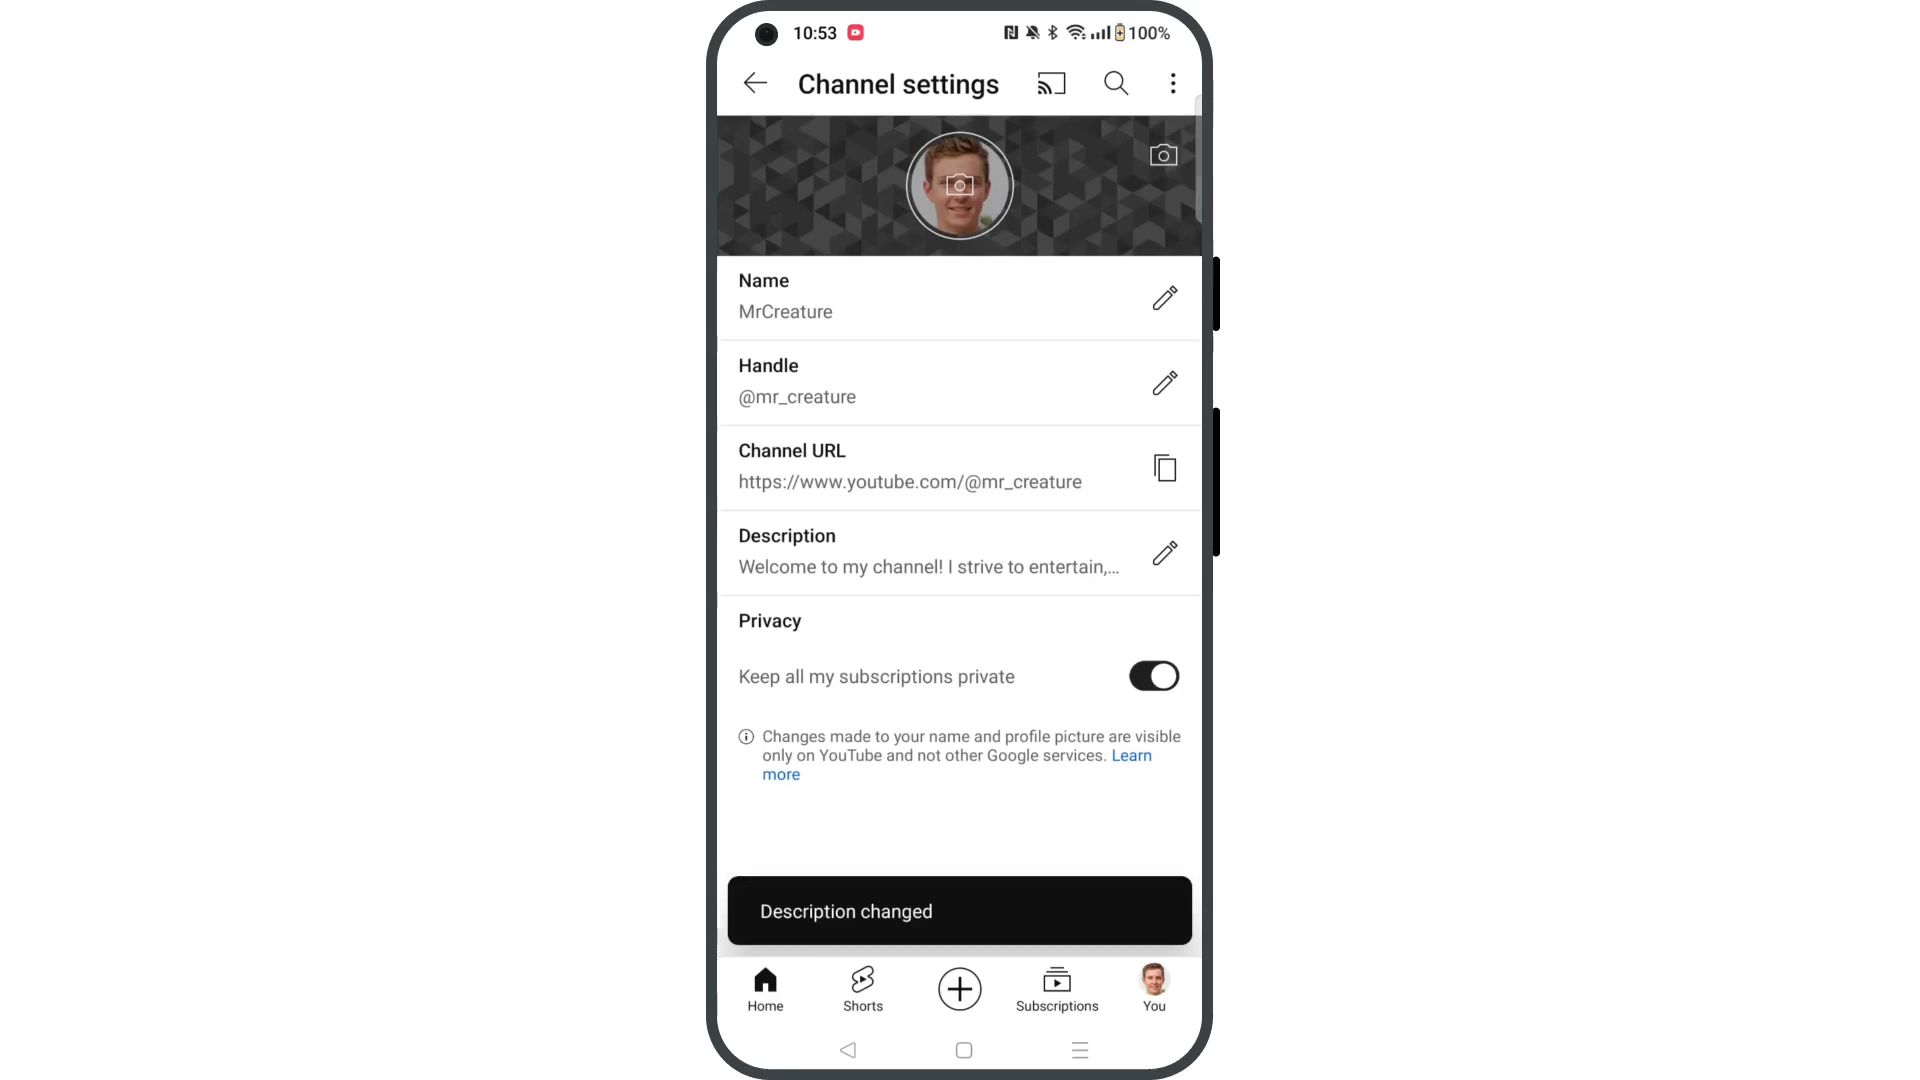 10:53 100%
Channel settings
Name
MrCreature
Handle
@mr_creature
Channel URL
https://www.youtube.com/@mr_creature
Description
Welcome to my channel! I strive to entertain,...
Privacy
Keep all my subscriptions private
Changes made to your name and profile picture are visible
only on YouTube and not other Google services. Learn
more
Description changed
Home Shorts Subscriptions You